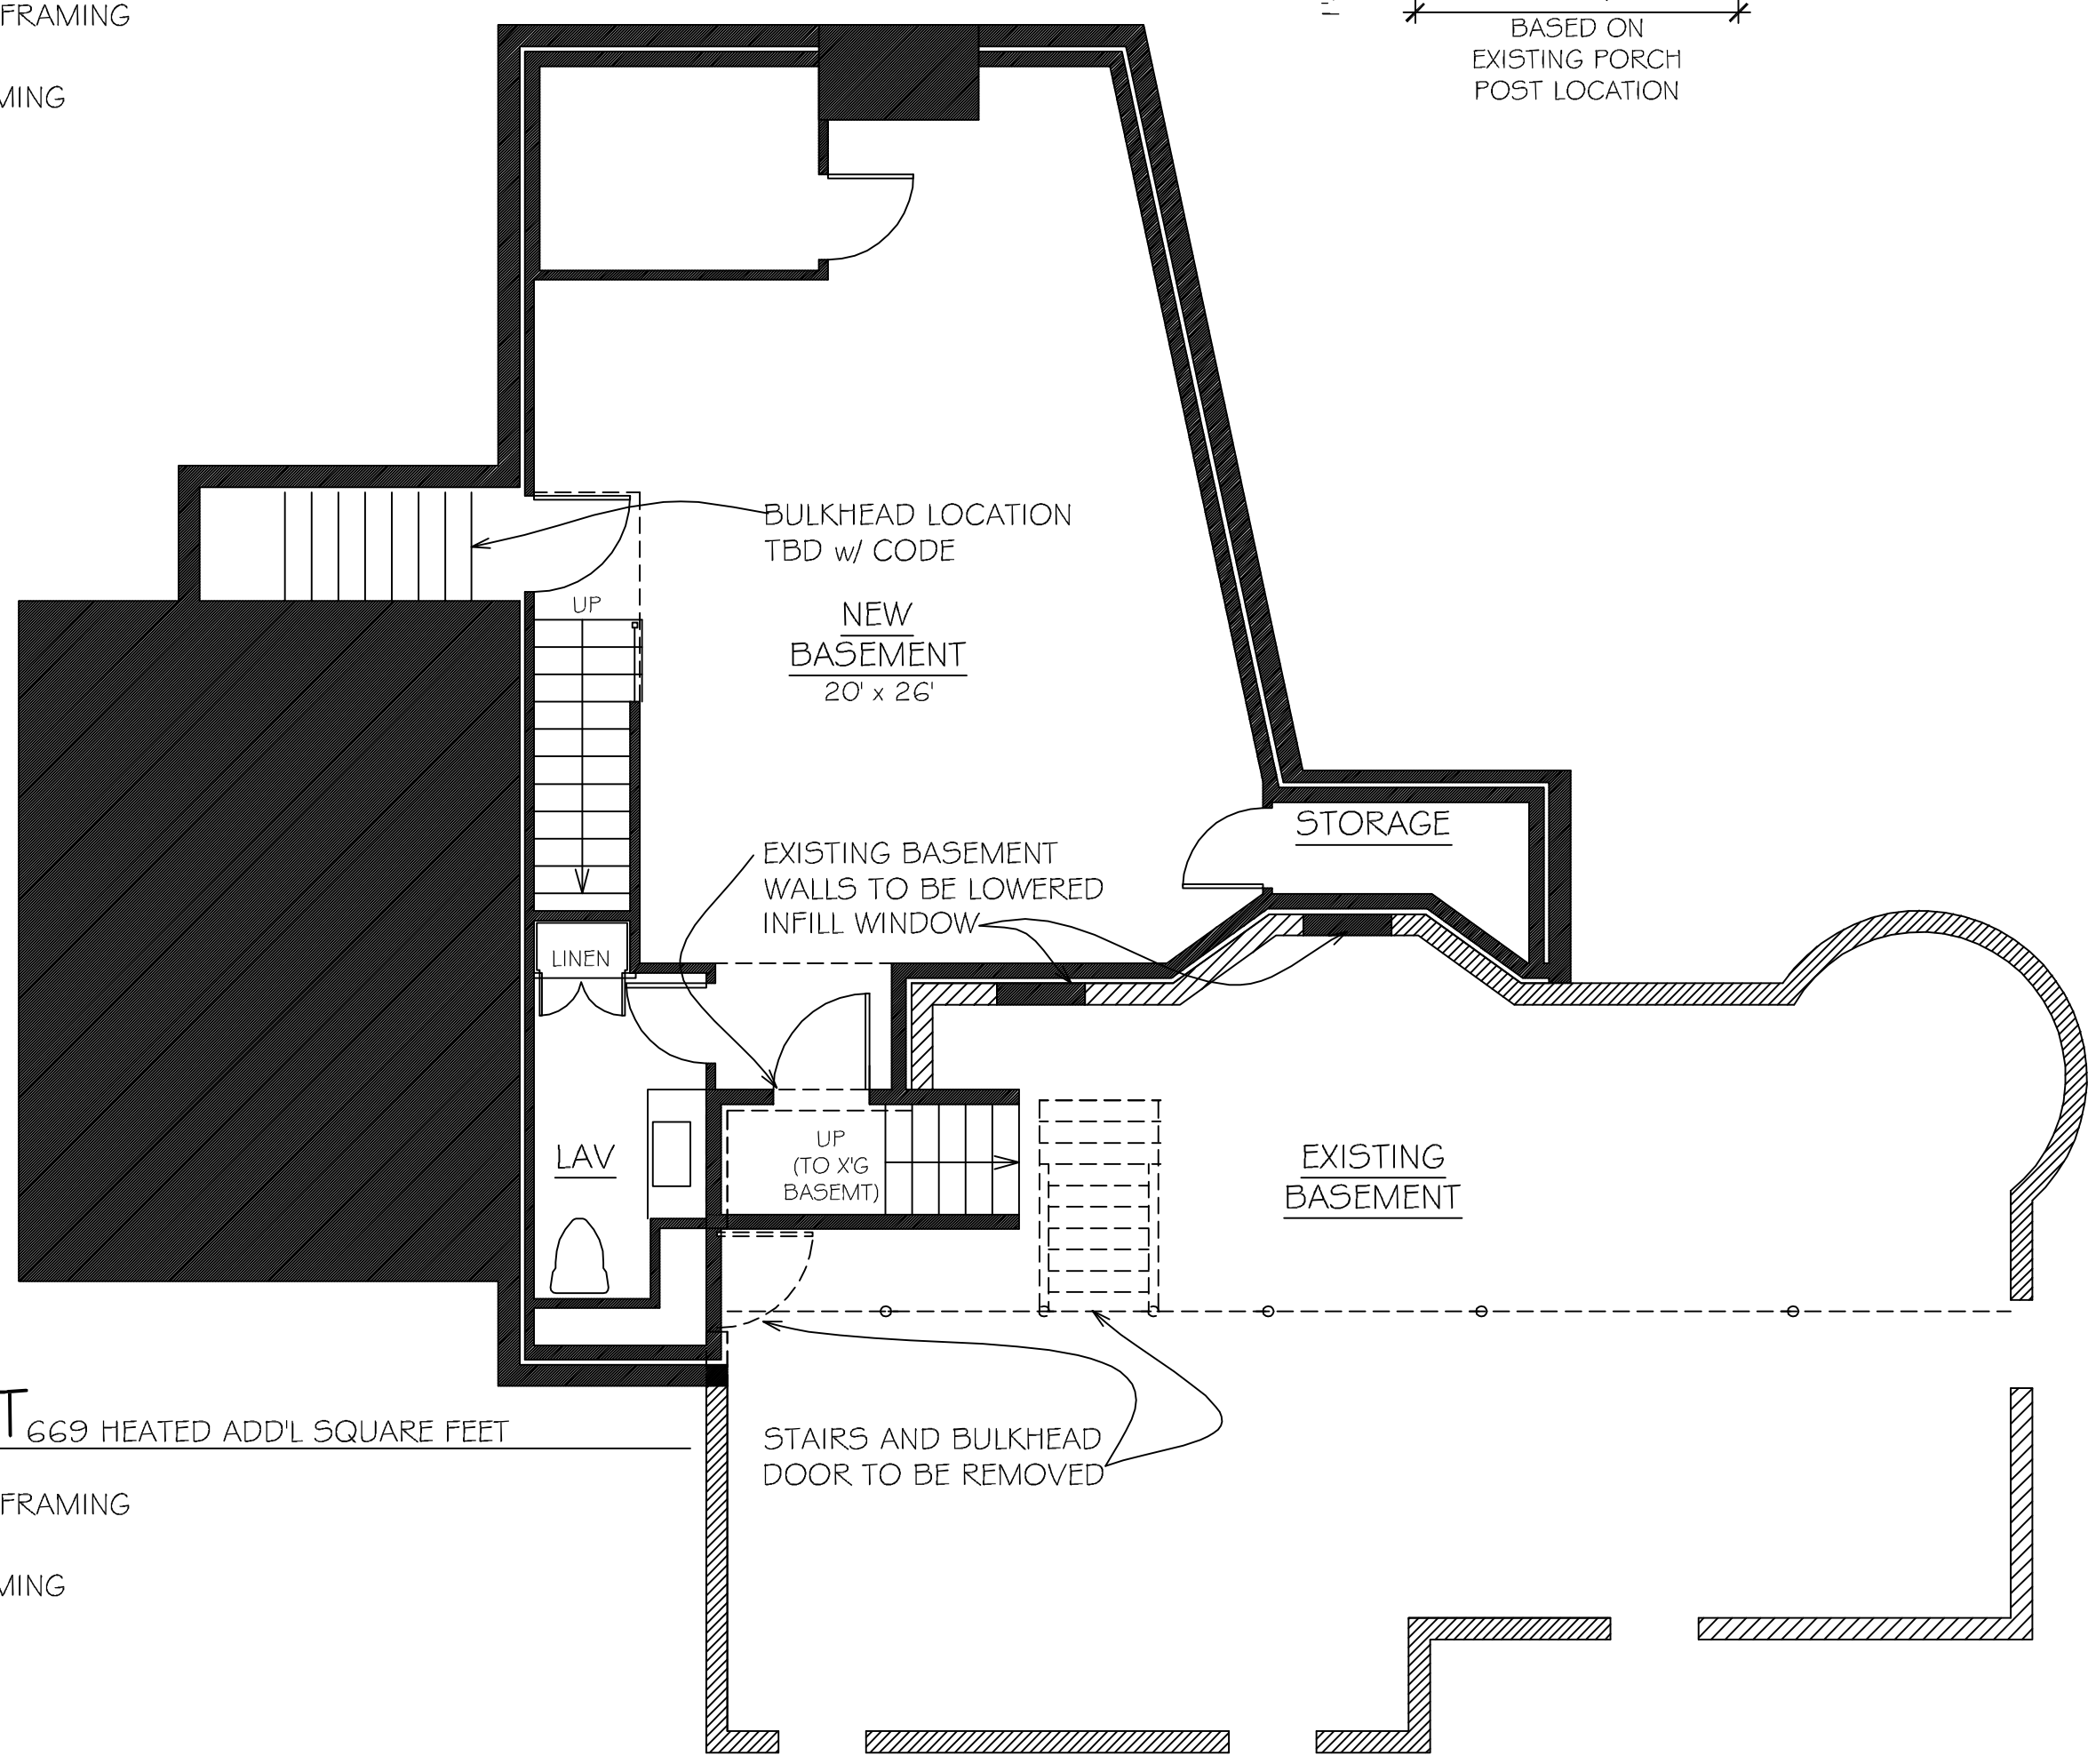 FRAMING
MING
BASED ON
EXISTING PORCH
POST LOCATION
BULKHEAD LOCATION
TBD w/ CODE
UP
NEW
BASEMENT
20' x 26'
STORAGE
EXISTING BASEMENT
WALLS TO BE LOWERED
INFILL WINDOW
LINEN
LAV
UP
(TO X'G
BASEMT)
EXISTING
BASEMENT
T 669 HEATED ADD'L SQUARE FEET
STAIRS AND BULKHEAD
DOOR TO BE REMOVED
FRAMING
MING